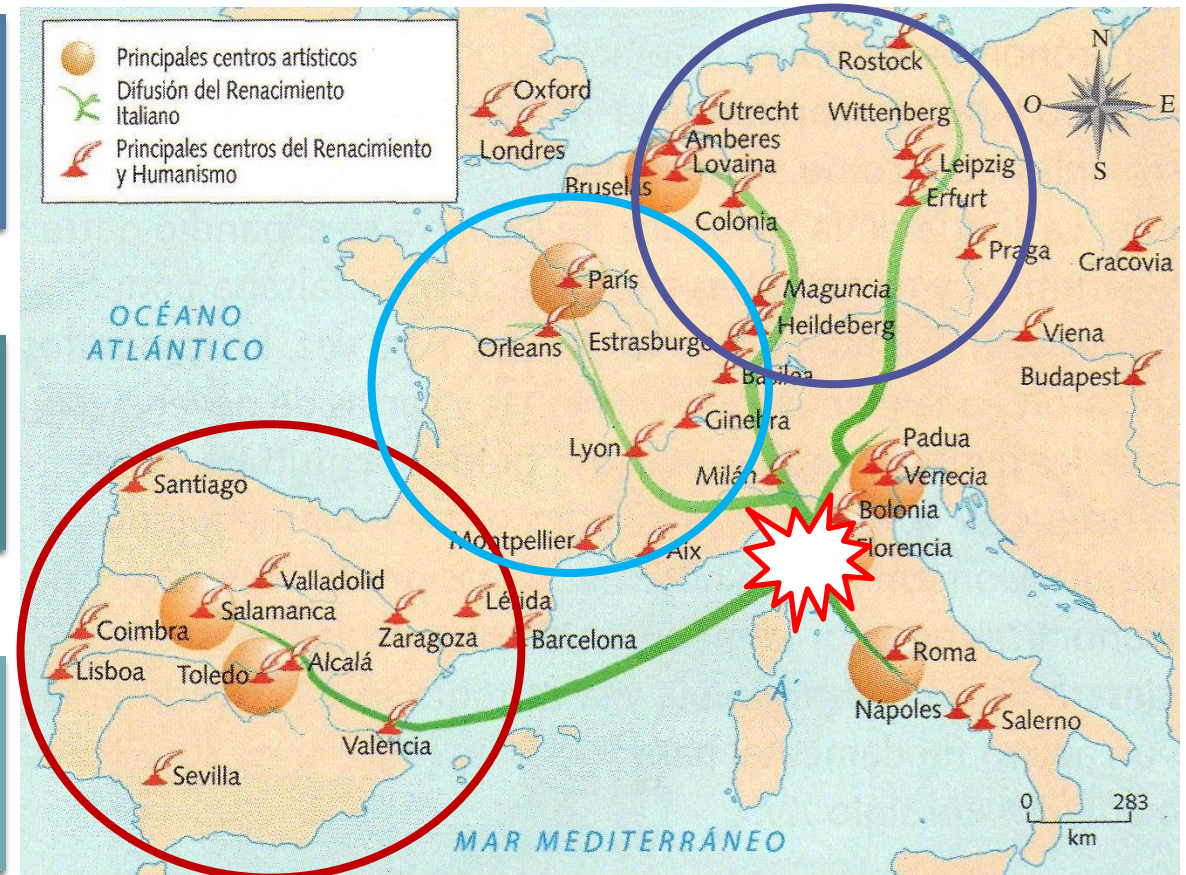 Principales centros artísticos
Difusión del Renacimiento
Italiano
Principales centros del Renacimiento
y Humanismo
N
O
E
S
Rostock
Oxford
Londres
Utrecht
Wittenberg
Amberes
Lovaina
Leipzig
Bruselas
Colonia
Erfurt
Praga
Cracovia
París
Maguncia
OCÉANO
ATLÁNTICO
Orleans
Estrasburgo
Heildeberg
Viena
Basilea
Budapest
Ginebra
Lyon
Milán
Padua
Venecia
Santiago
Bolonia
Montpellier
Aix
Florencia
Valladolid
Salamanca
Lérida
Coimbra
Zaragoza
Barcelona
Lisboa
Toledo
Alcalá
Roma
Á
Nápoles
Salerno
Valencia
Sevilla
MAR MEDITERRÁNEO
0 283
km